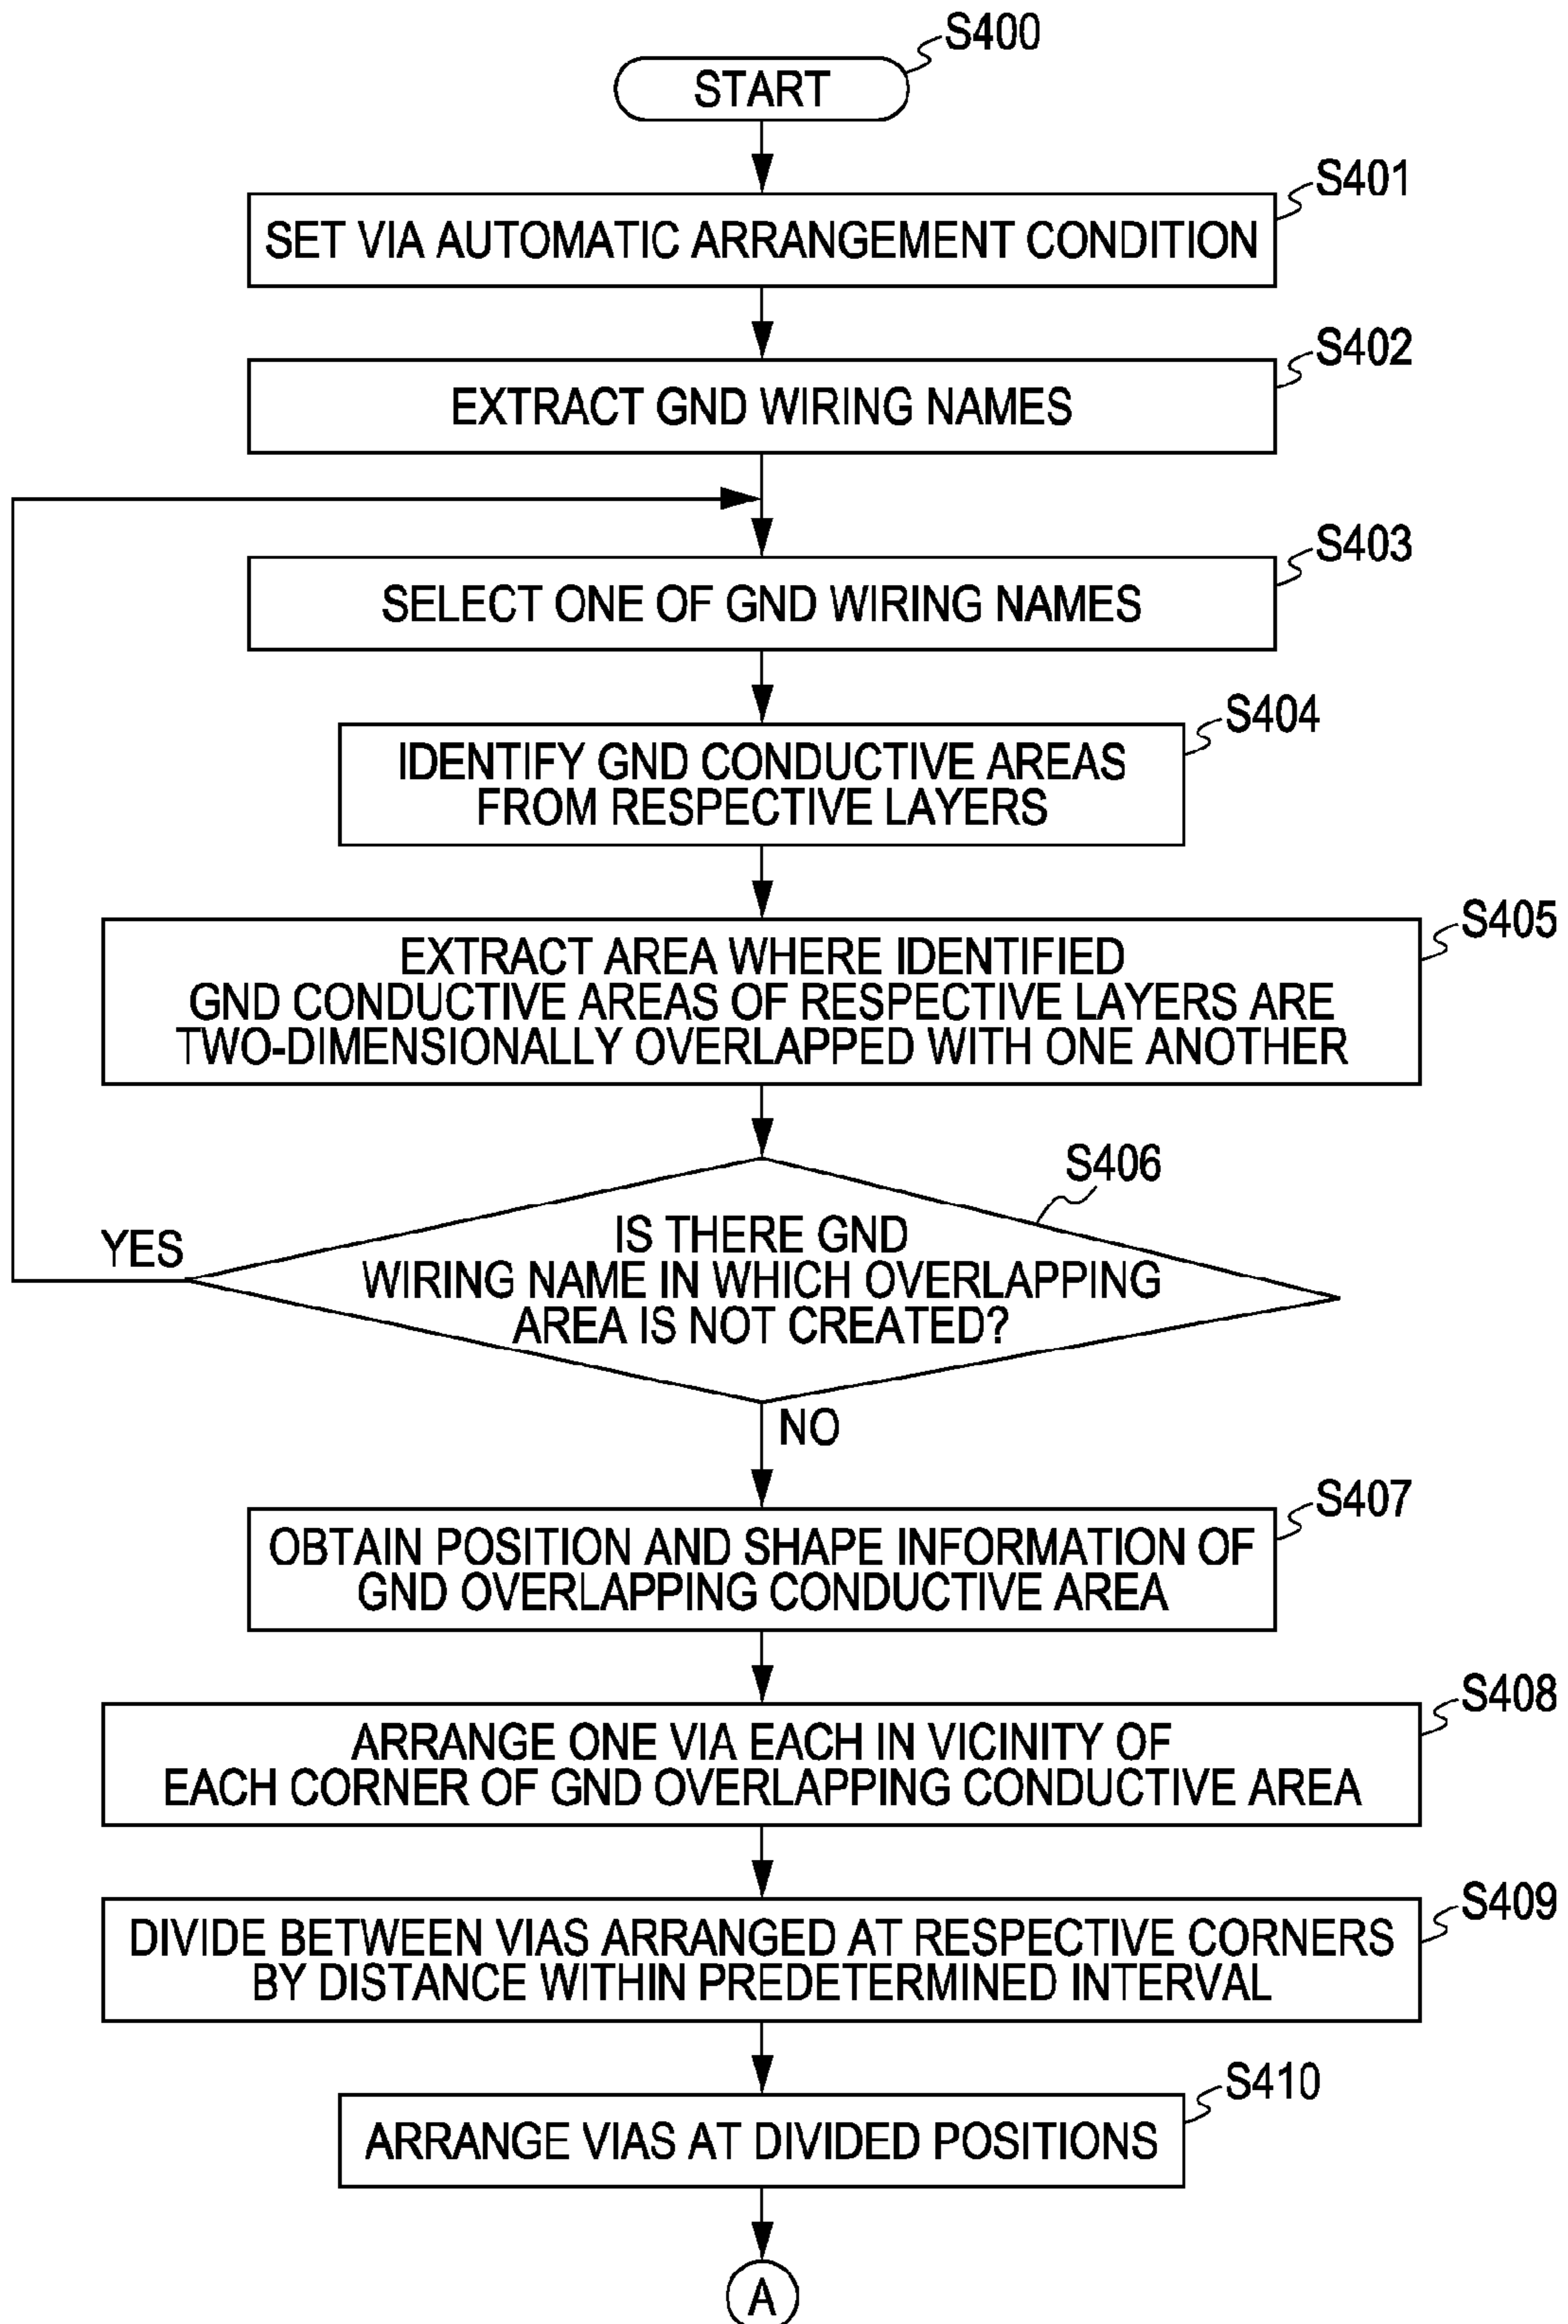 S400
START
S401
SET VIA AUTOMATIC ARRANGEMENT CONDITION
S402
EXTRACT GND WIRING NAMES
S403
SELECT ONE OF GND WIRING NAMES
S404
IDENTIFY GND CONDUCTIVE AREAS
FROM RESPECTIVE LAYERS
S405
EXTRACT AREA WHERE IDENTIFIED
GND CONDUCTIVE AREAS OF RESPECTIVE LAYERS ARE
TWO-DIMENSIONALLY OVERLAPPED WITH ONE ANOTHER
S406
YES
IS THERE GND
WIRING NAME IN WHICH OVERLAPPING
AREA IS NOT CREATED?
NO
S407
OBTAIN POSITION AND SHAPE INFORMATION OF
GND OVERLAPPING CONDUCTIVE AREA
S408
ARRANGE ONE VIA EACH IN VICINITY OF
EACH CORNER OF GND OVERLAPPING CONDUCTIVE AREA
S409
DIVIDE BETWEEN VIAS ARRANGED AT RESPECTIVE CORNERS
BY DISTANCE WITHIN PREDETERMINED INTERVAL
S410
ARRANGE VIAS AT DIVIDED POSITIONS
A